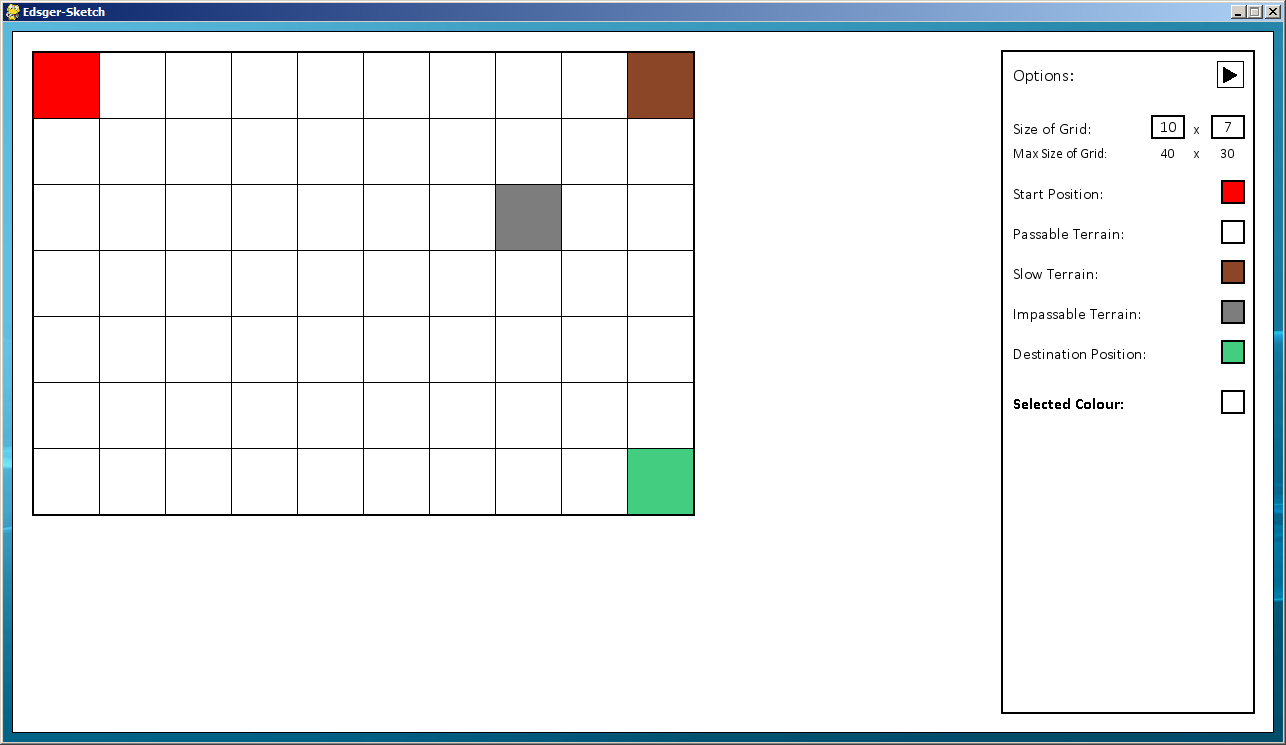 Edsger-Sketch
Options:
Size of Grid: 10 x 7
Max Size of Grid: 40 x 30
Start Position:
Passable Terrain:
Slow Terrain:
Impassable Terrain:
Destination Position:
Selected Colour: